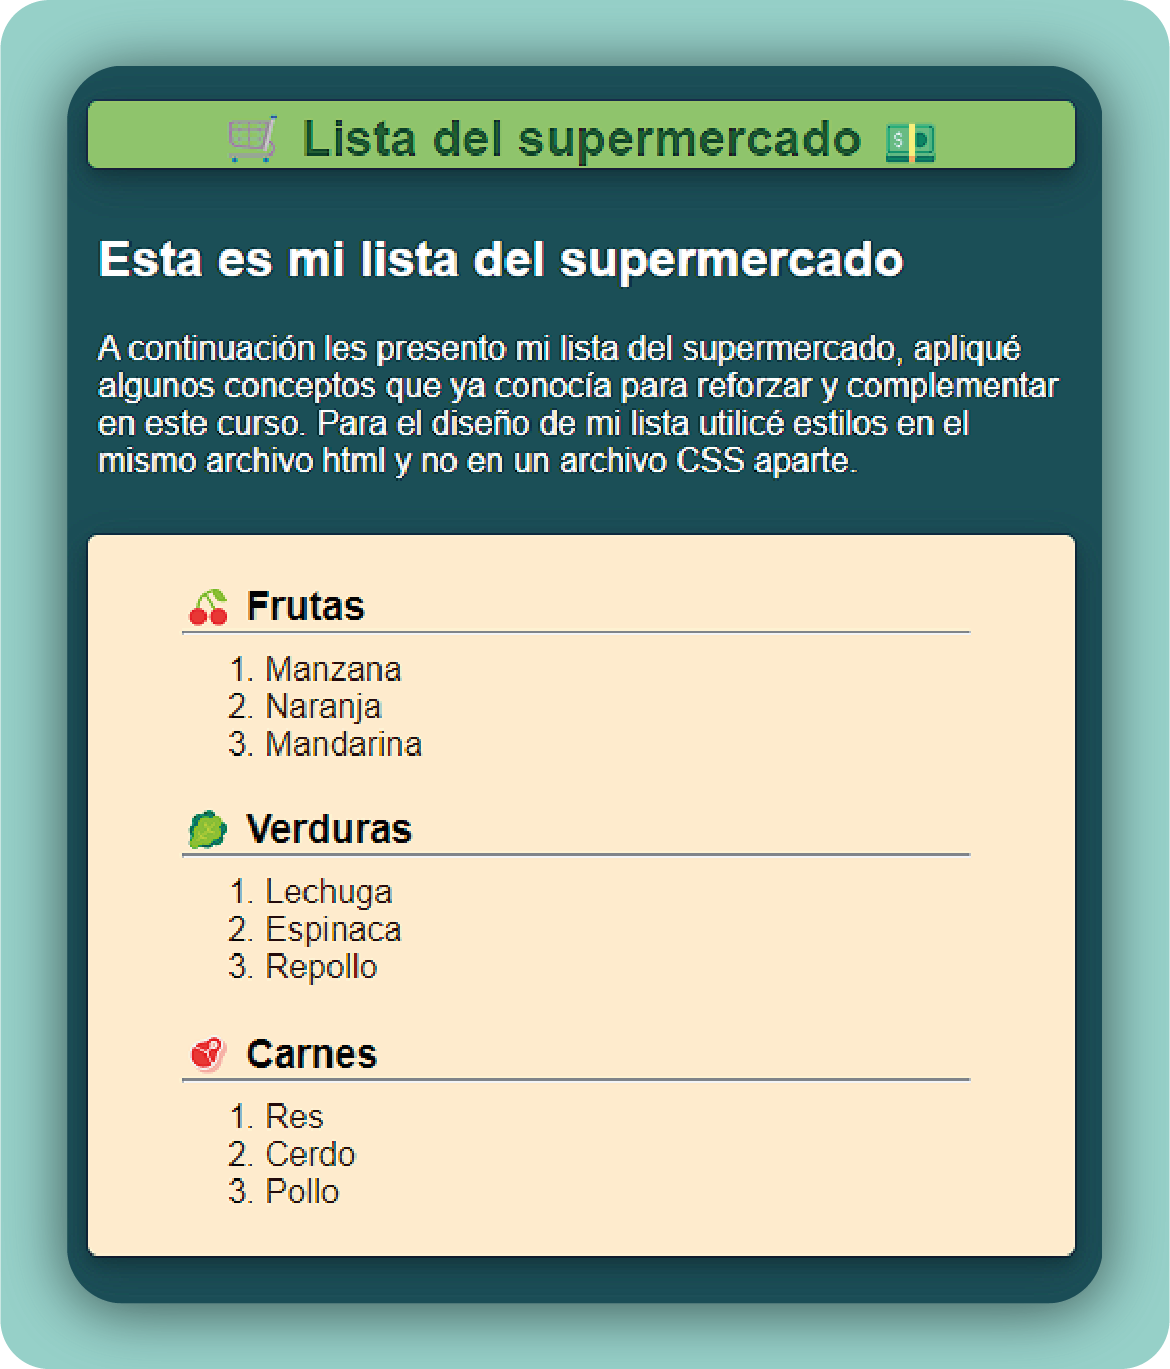 Lista del supermercado
Esta es mi lista del supermercado
A continuación les presento mi lista del supermercado, apliqué
algunos conceptos que ya conocía para reforzar y complementar
en este curso. Para el diseño de mi lista utilicé estilos en el
mismo archivo html y no en un archivo CSS aparte.
Frutas
1. Manzana
2. Naranja
3. Mandarina
Verduras
1. Lechuga
2. Espinaca
3. Repollo
Carnes
1. Res
2. Cerdo
3. Pollo